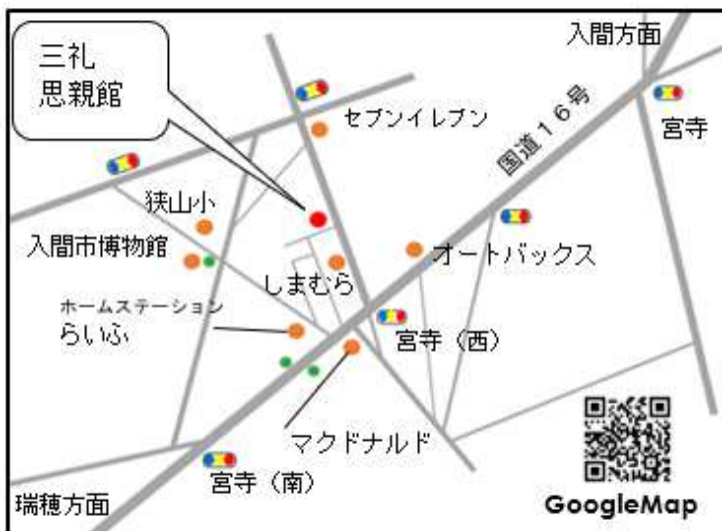 三礼
思親館
入間方面
セブンイレブン
国道16号
宮寺
狭山小
入間市博物館
しまむら
オートバックス
ホームステーション
らいふ
宮寺(西)
マクドナルド
宮寺(南)
瑞穂方面
GoogleMap